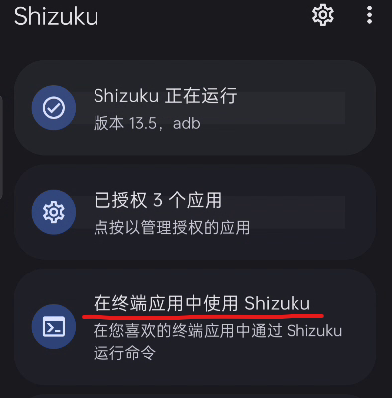 Shizuku
Shizuku 正在运行
版本 13.5，adb
已授权 3 个应用
点按以管理授权的应用
在终端应用中使用 Shizuku
在您喜欢的终端应用中通过 Shizuku
运行命令